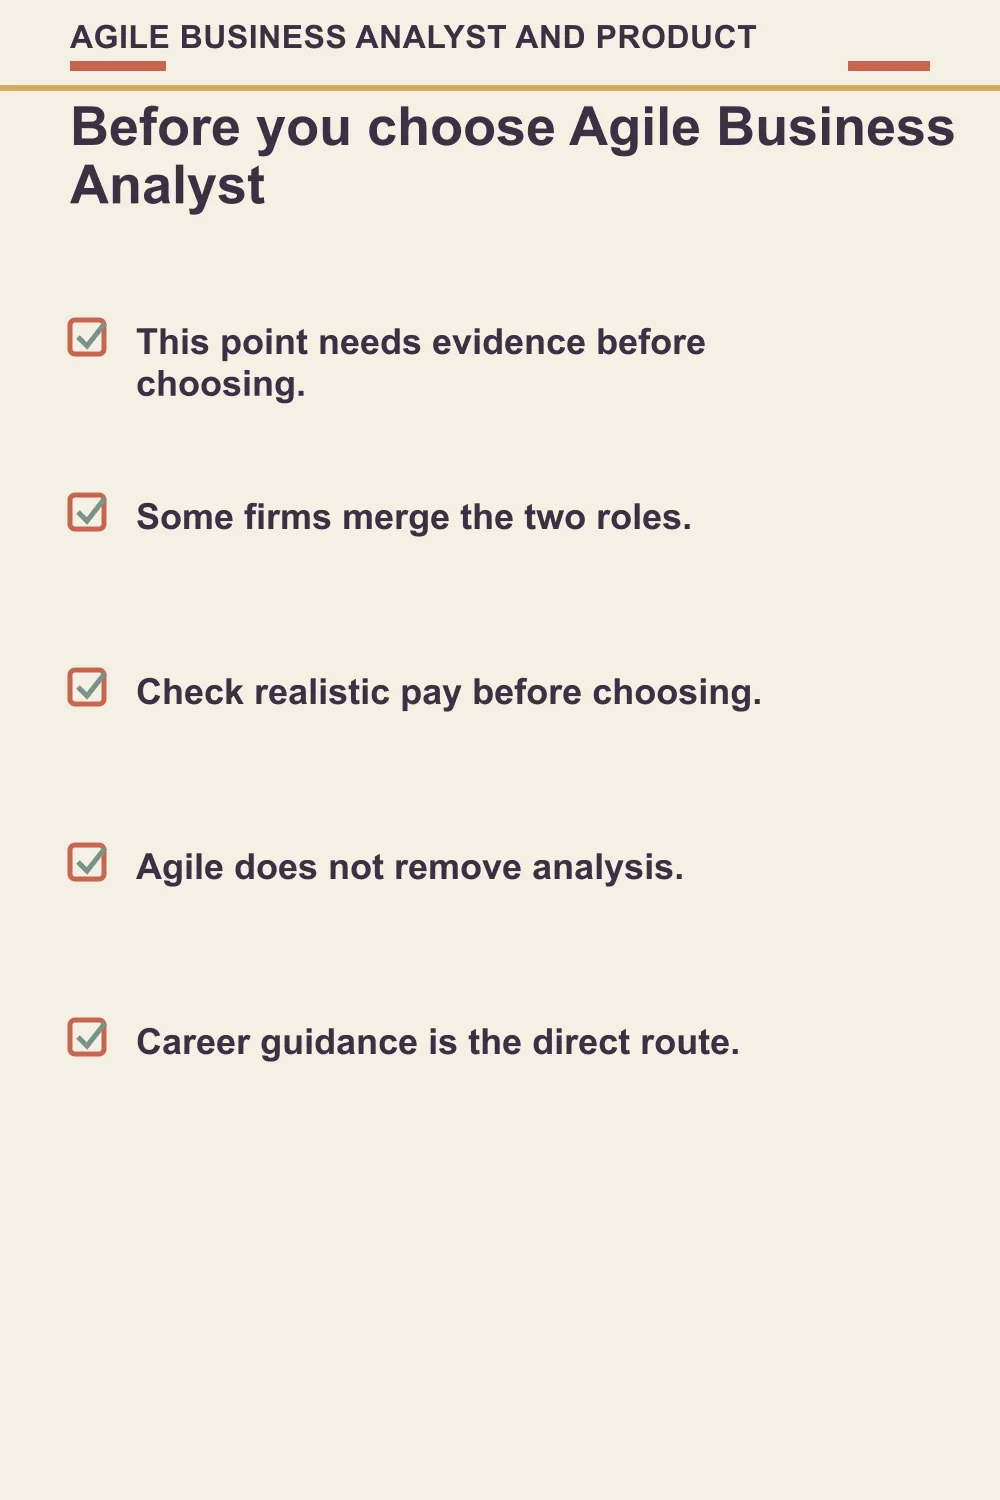 AGILE BUSINESS ANALYST AND PRODUCT
Before you choose Agile Business
Analyst
This point needs evidence before
choosing.
Some firms merge the two roles.
Check realistic pay before choosing.
Agile does not remove analysis.
Career guidance is the direct route.